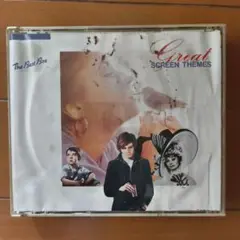 The Best Box
Great
SCREEN THEMES